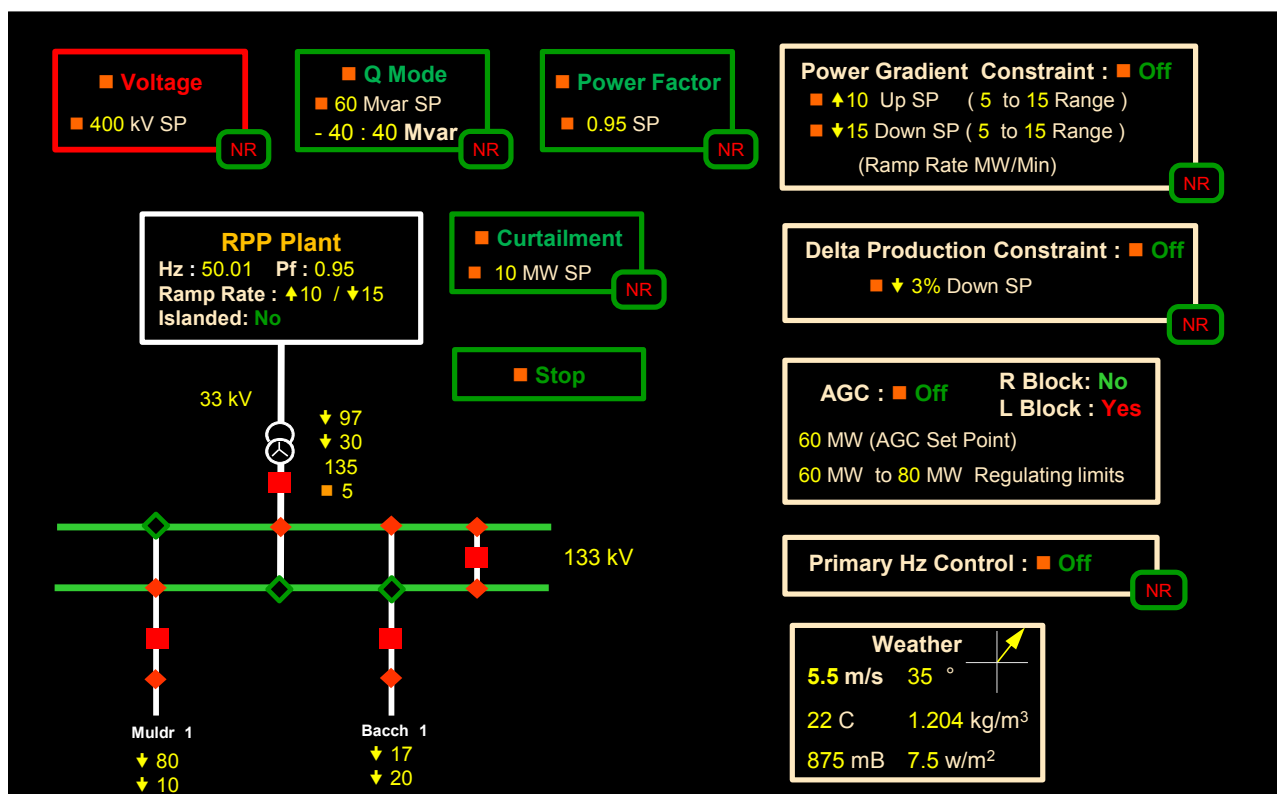 Voltage
400 kV SP
NR
Q Mode
60 Mvar SP
- 40 : 40 Mvar
NR
Power Factor
0.95 SP
NR
Power Gradient Constraint : Off
10 Up SP ( 5 to 15 Range )
15 Down SP ( 5 to 15 Range )
(Ramp Rate MW/Min)
NR
RPP Plant
Hz : 50.01 Pf : 0.95
Ramp Rate : 10 / 15
Islanded: No
Curtailment
10 MW SP
NR
Delta Production Constraint : Off
3% Down SP
NR
Stop
AGC : Off
R Block: No
L Block : Yes
60 MW (AGC Set Point)
60 MW to 80 MW Regulating limits
33 kV
97
30
135
5
133 kV
Primary Hz Control : Off
NR
Weather
5.5 m/s 35 °
22 C 1.204 kg/m3
875 mB 7.5 w/m2
Muldr 1
80
10
Bacch 1
17
20